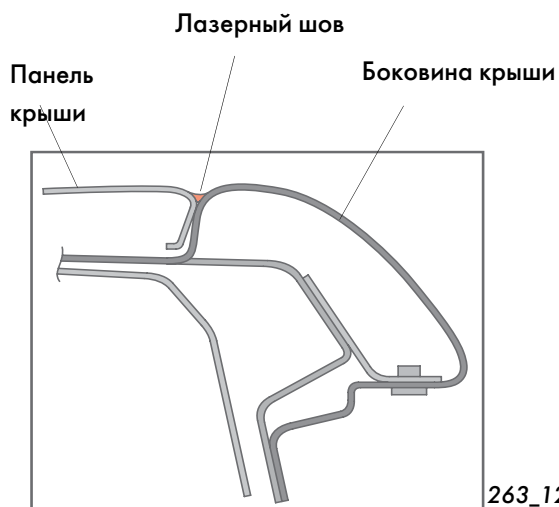 Лазерный шов
Панель
крыши
Боковина крыши
263_12